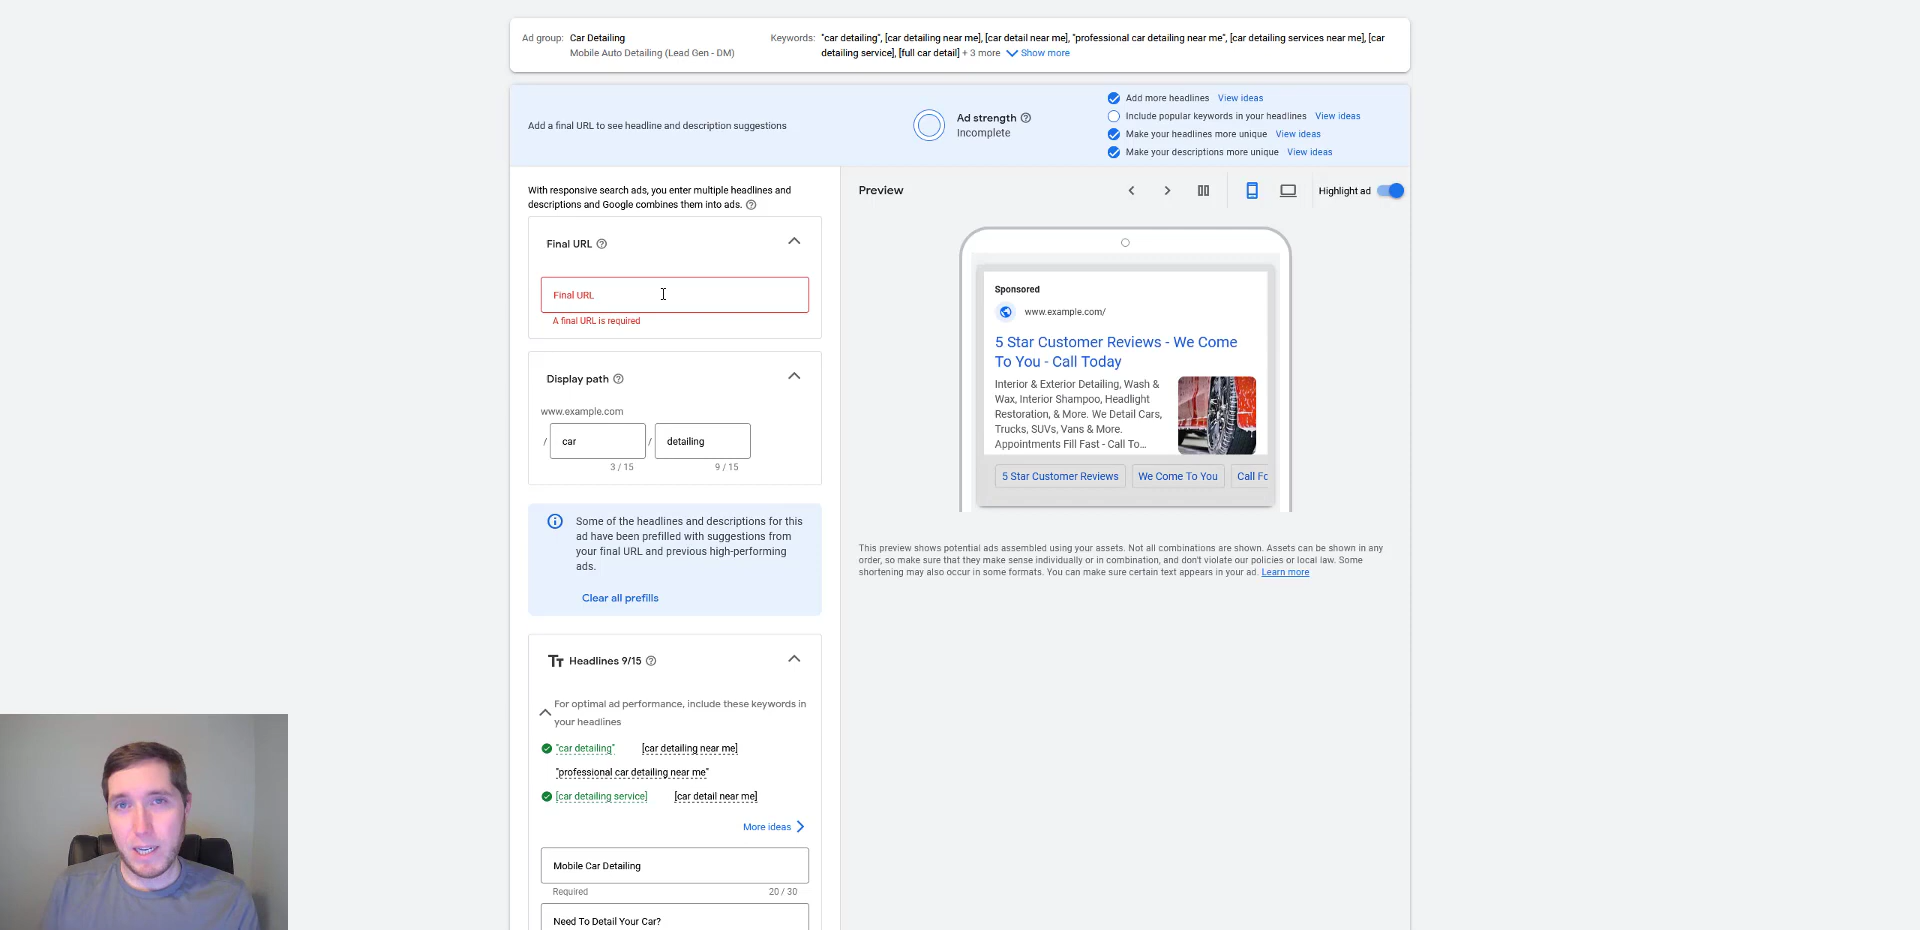 Ad group: Car Detailing
Mobile Auto Detailing (Lead Gen - DM)
Keywords: "car detailing", [car detailing near me], [car detail near me], "professional car detailing near me", [car detailing services near me], [car
detailing service], [full car detail] + 3 more Show more
Add a final URL to see headline and description suggestions
Ad strength
Incomplete
Add more headlines View ideas
Include popular keywords in your headlines View ideas
Make your headlines more unique View ideas
Make your descriptions more unique View ideas
With responsive search ads, you enter multiple headlines and
descriptions and Google combines them into ads.
Final URL
Final URL
A final URL is required
Display path
www.example.com
/ car / detailing
3 / 15 9 / 15
Some of the headlines and descriptions for this
ad have been prefilled with suggestions from
your final URL and previous high-performing
ads.
Clear all prefills
Headlines 9/15
For optimal ad performance, include these keywords in
your headlines
"car detailing" [car detailing near me]
"professional car detailing near me"
[car detailing service] [car detail near me]
More ideas
Mobile Car Detailing
Required 20 / 30
Need To Detail Your Car?
Preview
Highlight ad
Sponsored
www.example.com/
5 Star Customer Reviews - We Come
To You - Call Today
Interior & Exterior Detailing, Wash &
Wax, Interior Shampoo, Headlight
Restoration, & More. We Detail Cars,
Trucks, SUVs, Vans & More.
Appointments Fill Fast - Call To...
5 Star Customer Reviews We Come To You Call Fo
This preview shows potential ads assembled using your assets. Not all combinations are shown. Assets can be shown in any
order, so make sure that they make sense individually or in combination, and don't violate our policies or local law. Some
shortening may also occur in some formats. You can make sure certain text appears in your ad. Learn more